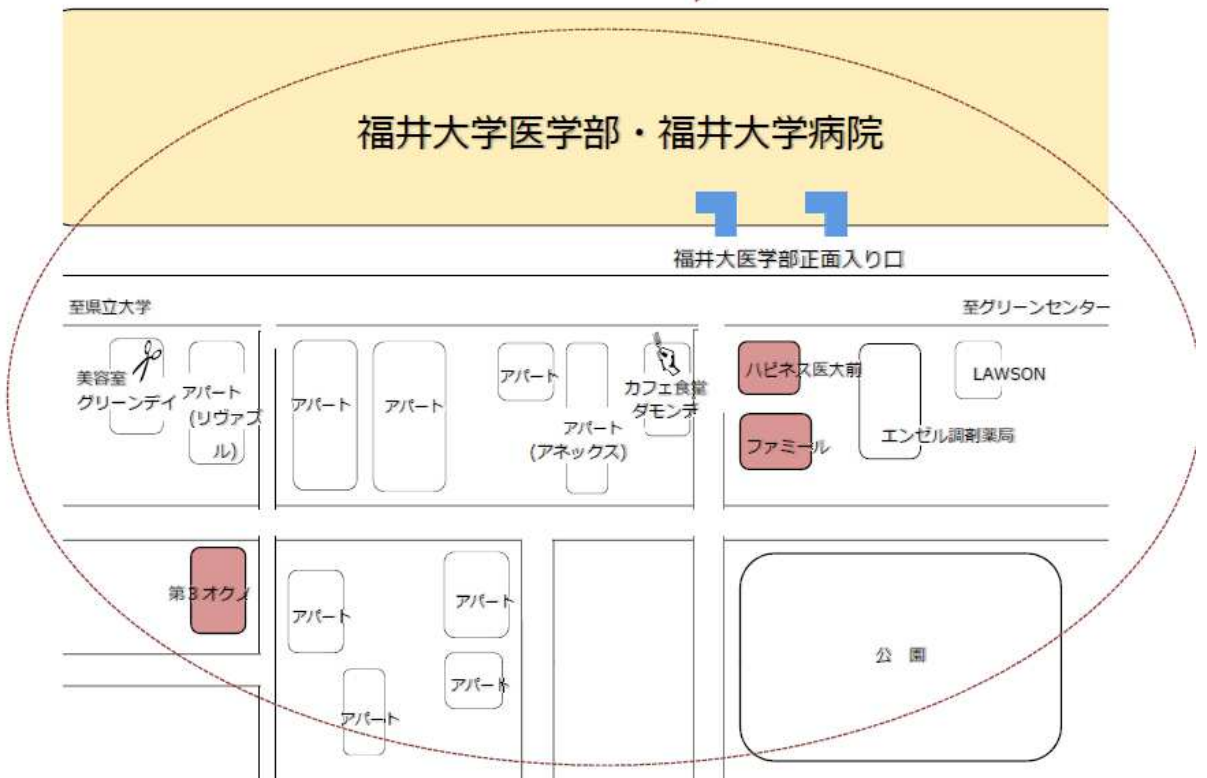 福井大学医学部・福井大学病院
福井大医学部正面入り口
至県立大学
至グリーンセンター
美容室
グリーンデイ
アパート
(リヴァズ
ル)
アパート
アパート
アパート
アパート
(アネックス)
カフェ食堂
ダモンデ
ハピネス医大前
ファミール
エンゼル調剤薬局
LAWSON
第3オクノ
アパート
アパート
アパート
アパート
公 園